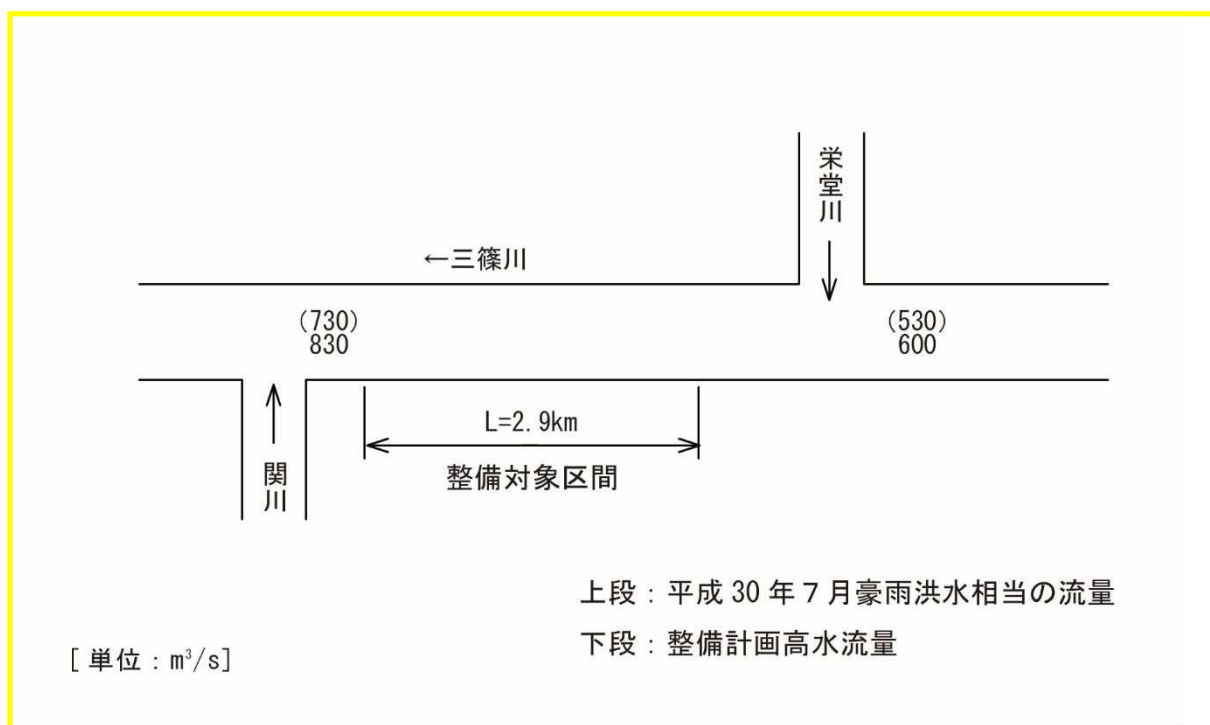 栄堂川
←三篠川
(730)
830
(530)
600
L=2.9km
整備対象区間
関川
上段：平成30年７月豪雨洪水相当の流量
下段：整備計画高水流量
[単位：m³/s]